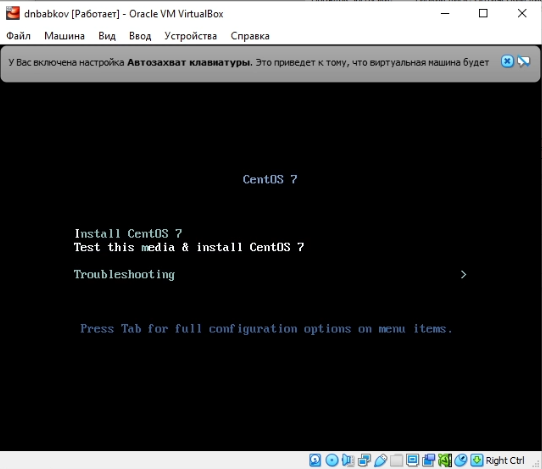 dnbabkov [Работает] - Oracle VM VirtualBox
Файл Машина Вид Ввод Устройства Справка
У Вас включена настройка Автозахват клавиатуры. Это приведет к тому, что виртуальная машина будет
CentOS 7
Install CentOS 7
Test this media & install CentOS 7
Troubleshooting >
Press Tab for full configuration options on menu items.
Right Ctrl